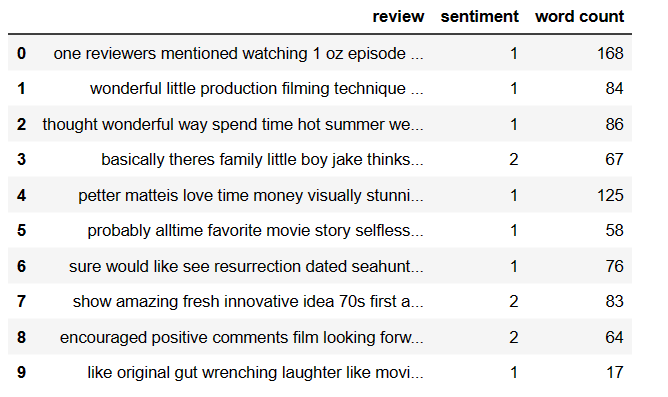 review sentiment word count
0 one reviewers mentioned watching 1 oz episode ... 1 168
1 wonderful little production filming technique ... 1 84
2 thought wonderful way spend time hot summer we... 1 86
3 basically theres family little boy jake thinks... 2 67
4 petter matteis love time money visually stunni... 1 125
5 probably alltime favorite movie story selfless... 1 58
6 sure would like see resurrection dated seahunt... 1 76
7 show amazing fresh innovative idea 70s first a... 2 83
8 encouraged positive comments film looking forw... 2 64
9 like original gut wrenching laughter like movi... 1 17